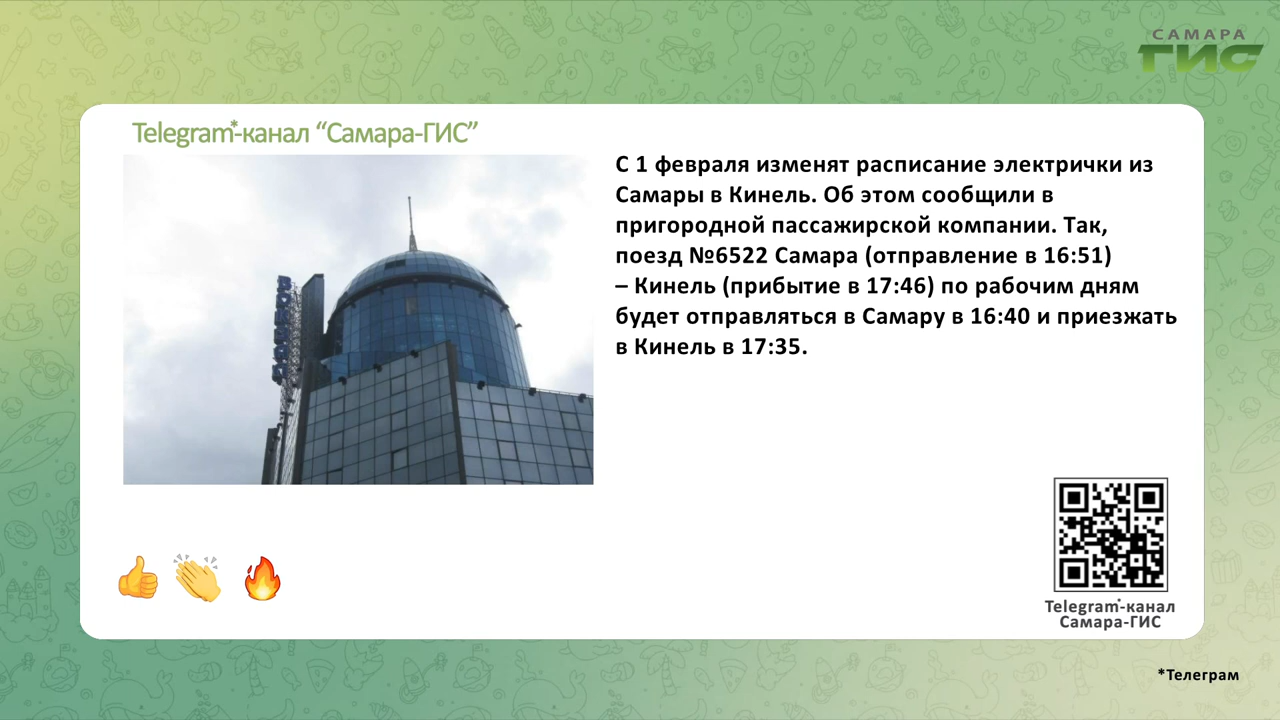 САМАРА
ГИС
Telegram*-канал “Самара-ГИС”
ВОКЗАЛ
С 1 февраля изменят расписание электрички из
Самары в Кинель. Об этом сообщили в
пригородной пассажирской компании. Так,
поезд №6522 Самара (отправление в 16:51)
– Кинель (прибытие в 17:46) по рабочим дням
будет отправляться в Самару в 16:40 и приезжать
в Кинель в 17:35.
Telegram*-канал
Самара-ГИС
*Телеграм